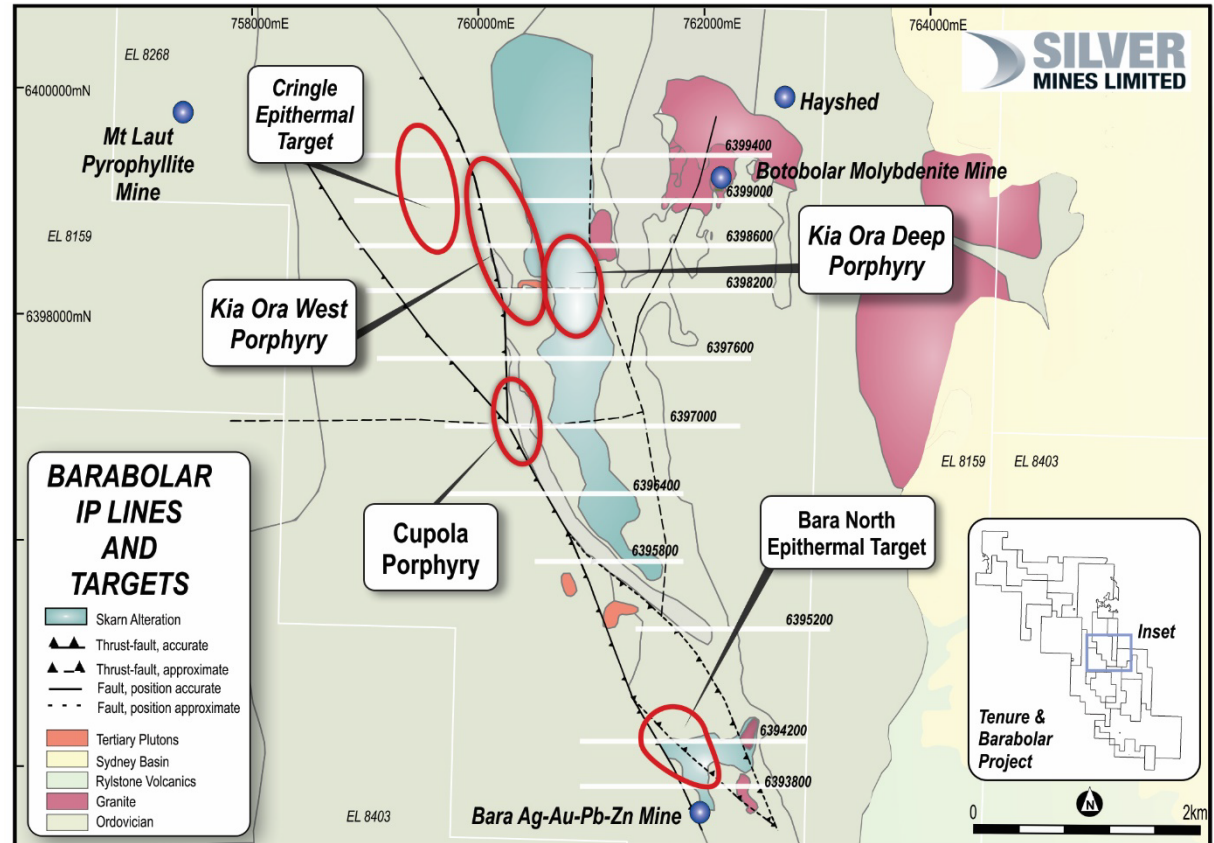 758000mE
760000mE
762000mE
764000mE
EL 8268
SILVER
MINES LIMITED
6400000mN
Cringle
Epithermal
Target
Hayshed
Mt Laut
Pyrophyllite
Mine
6399400
Botobolar Molybdenite Mine
6399000
EL 8159
6398600
Kia Ora Deep
Porphyry
6398200
Kia Ora West
Porphyry
6398000mN
6397600
6397000
EL 8159
EL 8403
6396400
Cupola
Porphyry
Bara North
Epithermal Target
6395800
6395200
6394200
6393800
Bara Ag-Au-Pb-Zn Mine
EL 8403
BARABOLAR
IP LINES
AND
TARGETS
Skarn Alteration
Thrust-fault, accurate
Thrust-fault, approximate
Fault, position accurate
Fault, position approximate
Tertiary Plutons
Sydney Basin
Rylstone Volcanics
Granite
Ordovician
Inset
Tenure &
Barabolar
Project
N
0
2km